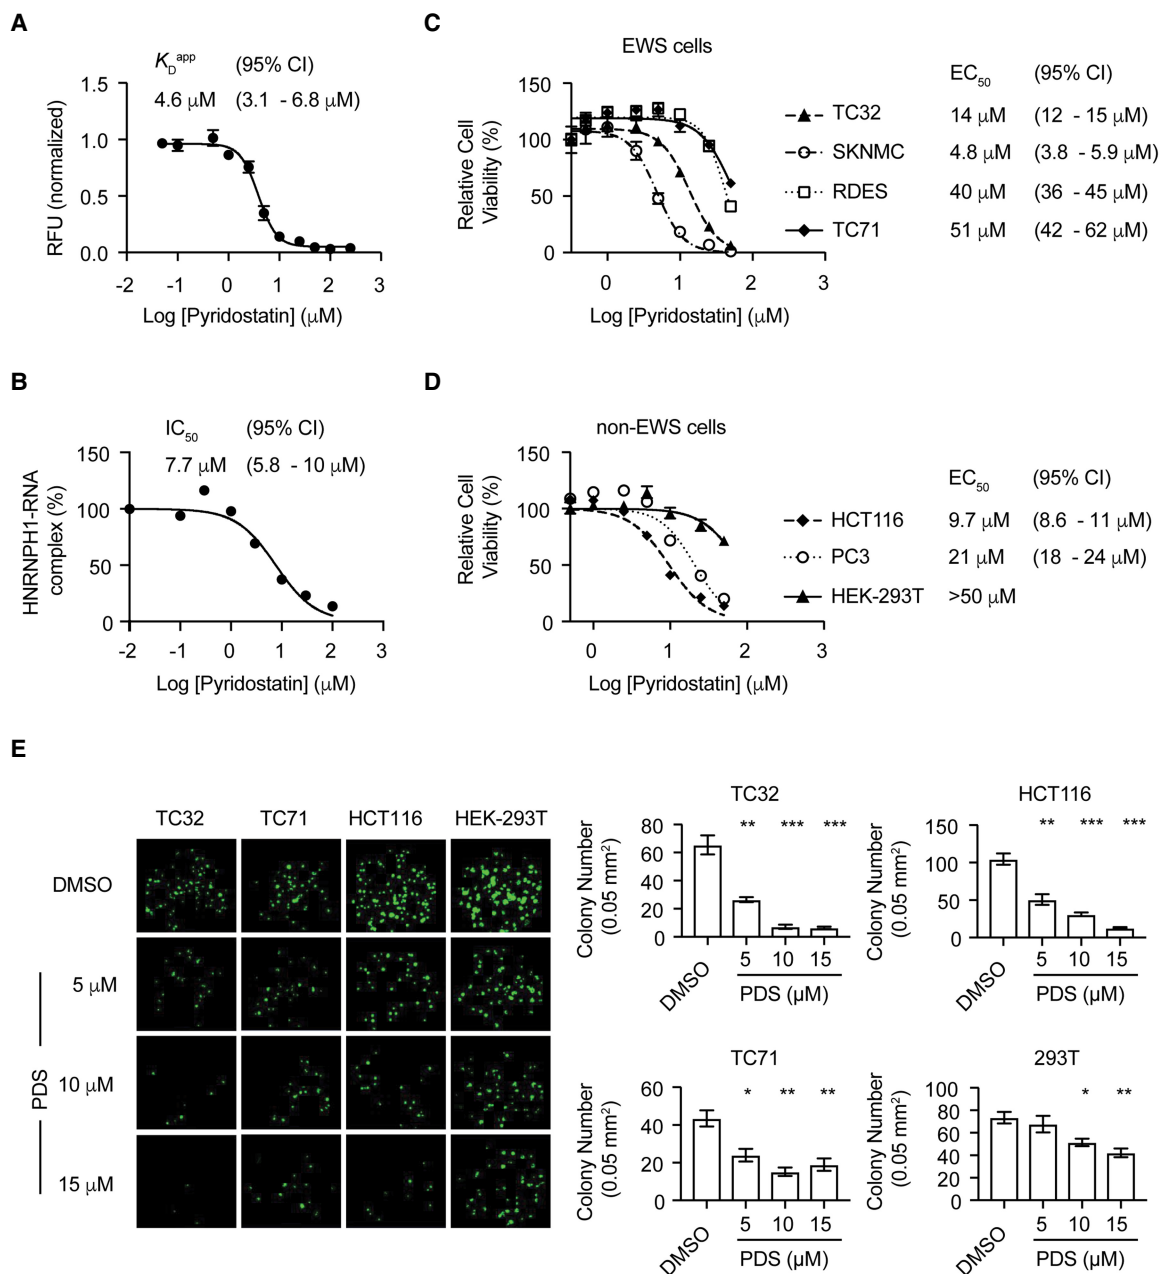 A
K_D^app (95% CI)
4.6 μM (3.1 - 6.8 μM)
RFU (normalized)
1.5
1.0
0.5
0.0
-2 -1 0 1 2 3
Log [Pyridostatin] (μM)
C
EWS cells
Relative Cell
Viability (%)
150
100
50
0
0 1 2 3
Log [Pyridostatin] (μM)
EC50 (95% CI)
TC32 14 μM (12 - 15 μM)
SKNMC 4.8 μM (3.8 - 5.9 μM)
RDES 40 μM (36 - 45 μM)
TC71 51 μM (42 - 62 μM)
B
IC50 (95% CI)
7.7 μM (5.8 - 10 μM)
HNRNPH1-RNA
complex (%)
150
100
50
0
-2 -1 0 1 2 3
Log [Pyridostatin] (μM)
D
non-EWS cells
Relative Cell
Viability (%)
150
100
50
0
0 1 2 3
Log [Pyridostatin] (μM)
EC50 (95% CI)
HCT116 9.7 μM (8.6 - 11 μM)
PC3 21 μM (18 - 24 μM)
HEK-293T >50 μM
E
TC32 TC71 HCT116 HEK-293T
DMSO
5 μM
10 μM
15 μM
PDS
TC32
Colony Number
(0.05 mm²)
80
60
40
20
0
** *** ***
DMSO 5 10 15
PDS (μM)
HCT116
Colony Number
(0.05 mm²)
150
100
50
0
** *** ***
DMSO 5 10 15
PDS (μM)
TC71
Colony Number
(0.05 mm²)
60
40
20
0
* ** **
DMSO 5 10 15
PDS (μM)
293T
Colony Number
(0.05 mm²)
100
80
60
40
20
0
* **
DMSO 5 10 15
PDS (μM)